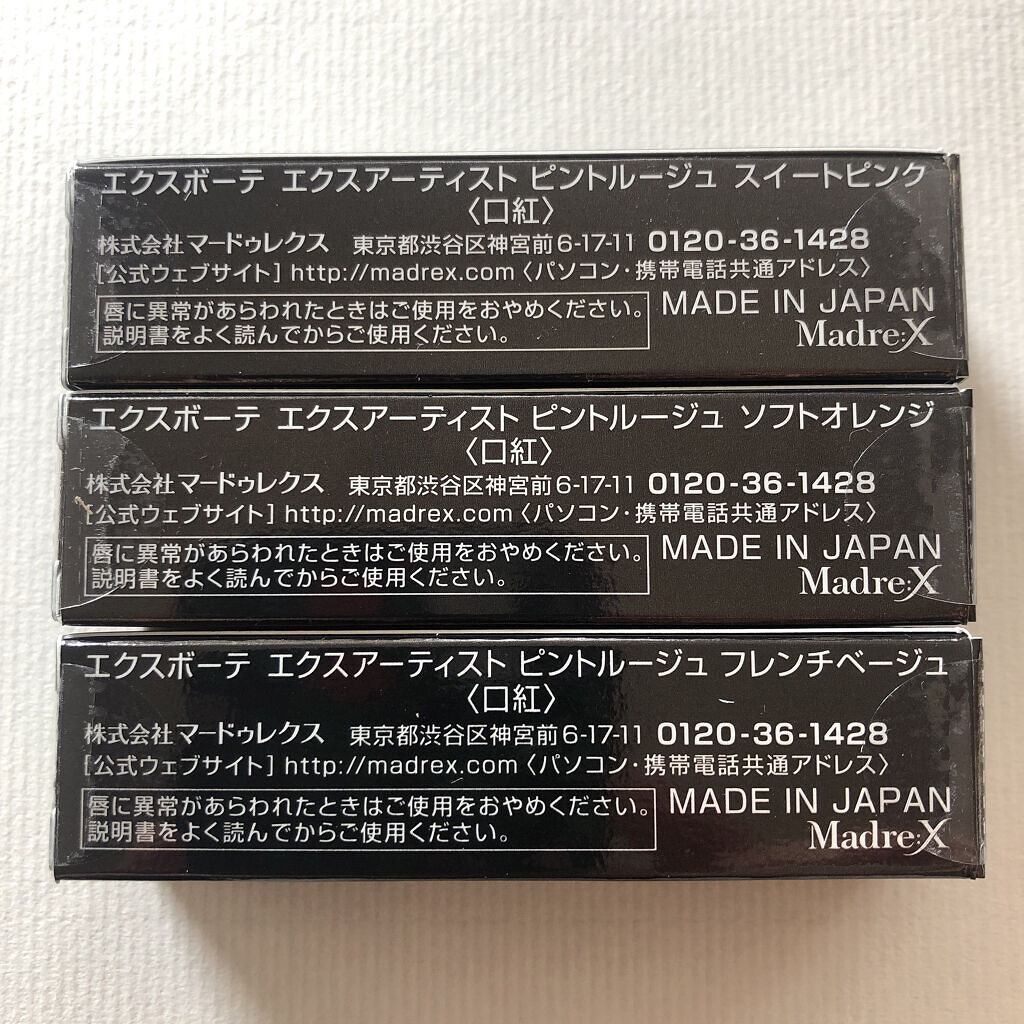 エクスボーテ エクスアーティスト ピントルージュ スイートピンク
〈口紅〉
株式会社マードゥレクス 東京都渋谷区神宮前6-17-11 0120-36-1428
[公式ウェブサイト] http://madrex.com〈パソコン・携帯電話共通アドレス〉
唇に異常があらわれたときはご使用をおやめください。
説明書をよく読んでからご使用ください。
MADE IN JAPAN
Madre:X
エクスボーテ エクスアーティスト ピントルージュ ソフトオレンジ
〈口紅〉
株式会社マードゥレクス 東京都渋谷区神宮前6-17-11 0120-36-1428
[公式ウェブサイト] http://madrex.com〈パソコン・携帯電話共通アドレス〉
唇に異常があらわれたときはご使用をおやめください。
説明書をよく読んでからご使用ください。
MADE IN JAPAN
Madre:X
エクスボーテ エクスアーティスト ピントルージュ フレンチベージュ
〈口紅〉
株式会社マードゥレクス 東京都渋谷区神宮前6-17-11 0120-36-1428
[公式ウェブサイト] http://madrex.com〈パソコン・携帯電話共通アドレス〉
唇に異常があらわれたときはご使用をおやめください。
説明書をよく読んでからご使用ください。
MADE IN JAPAN
Madre:X